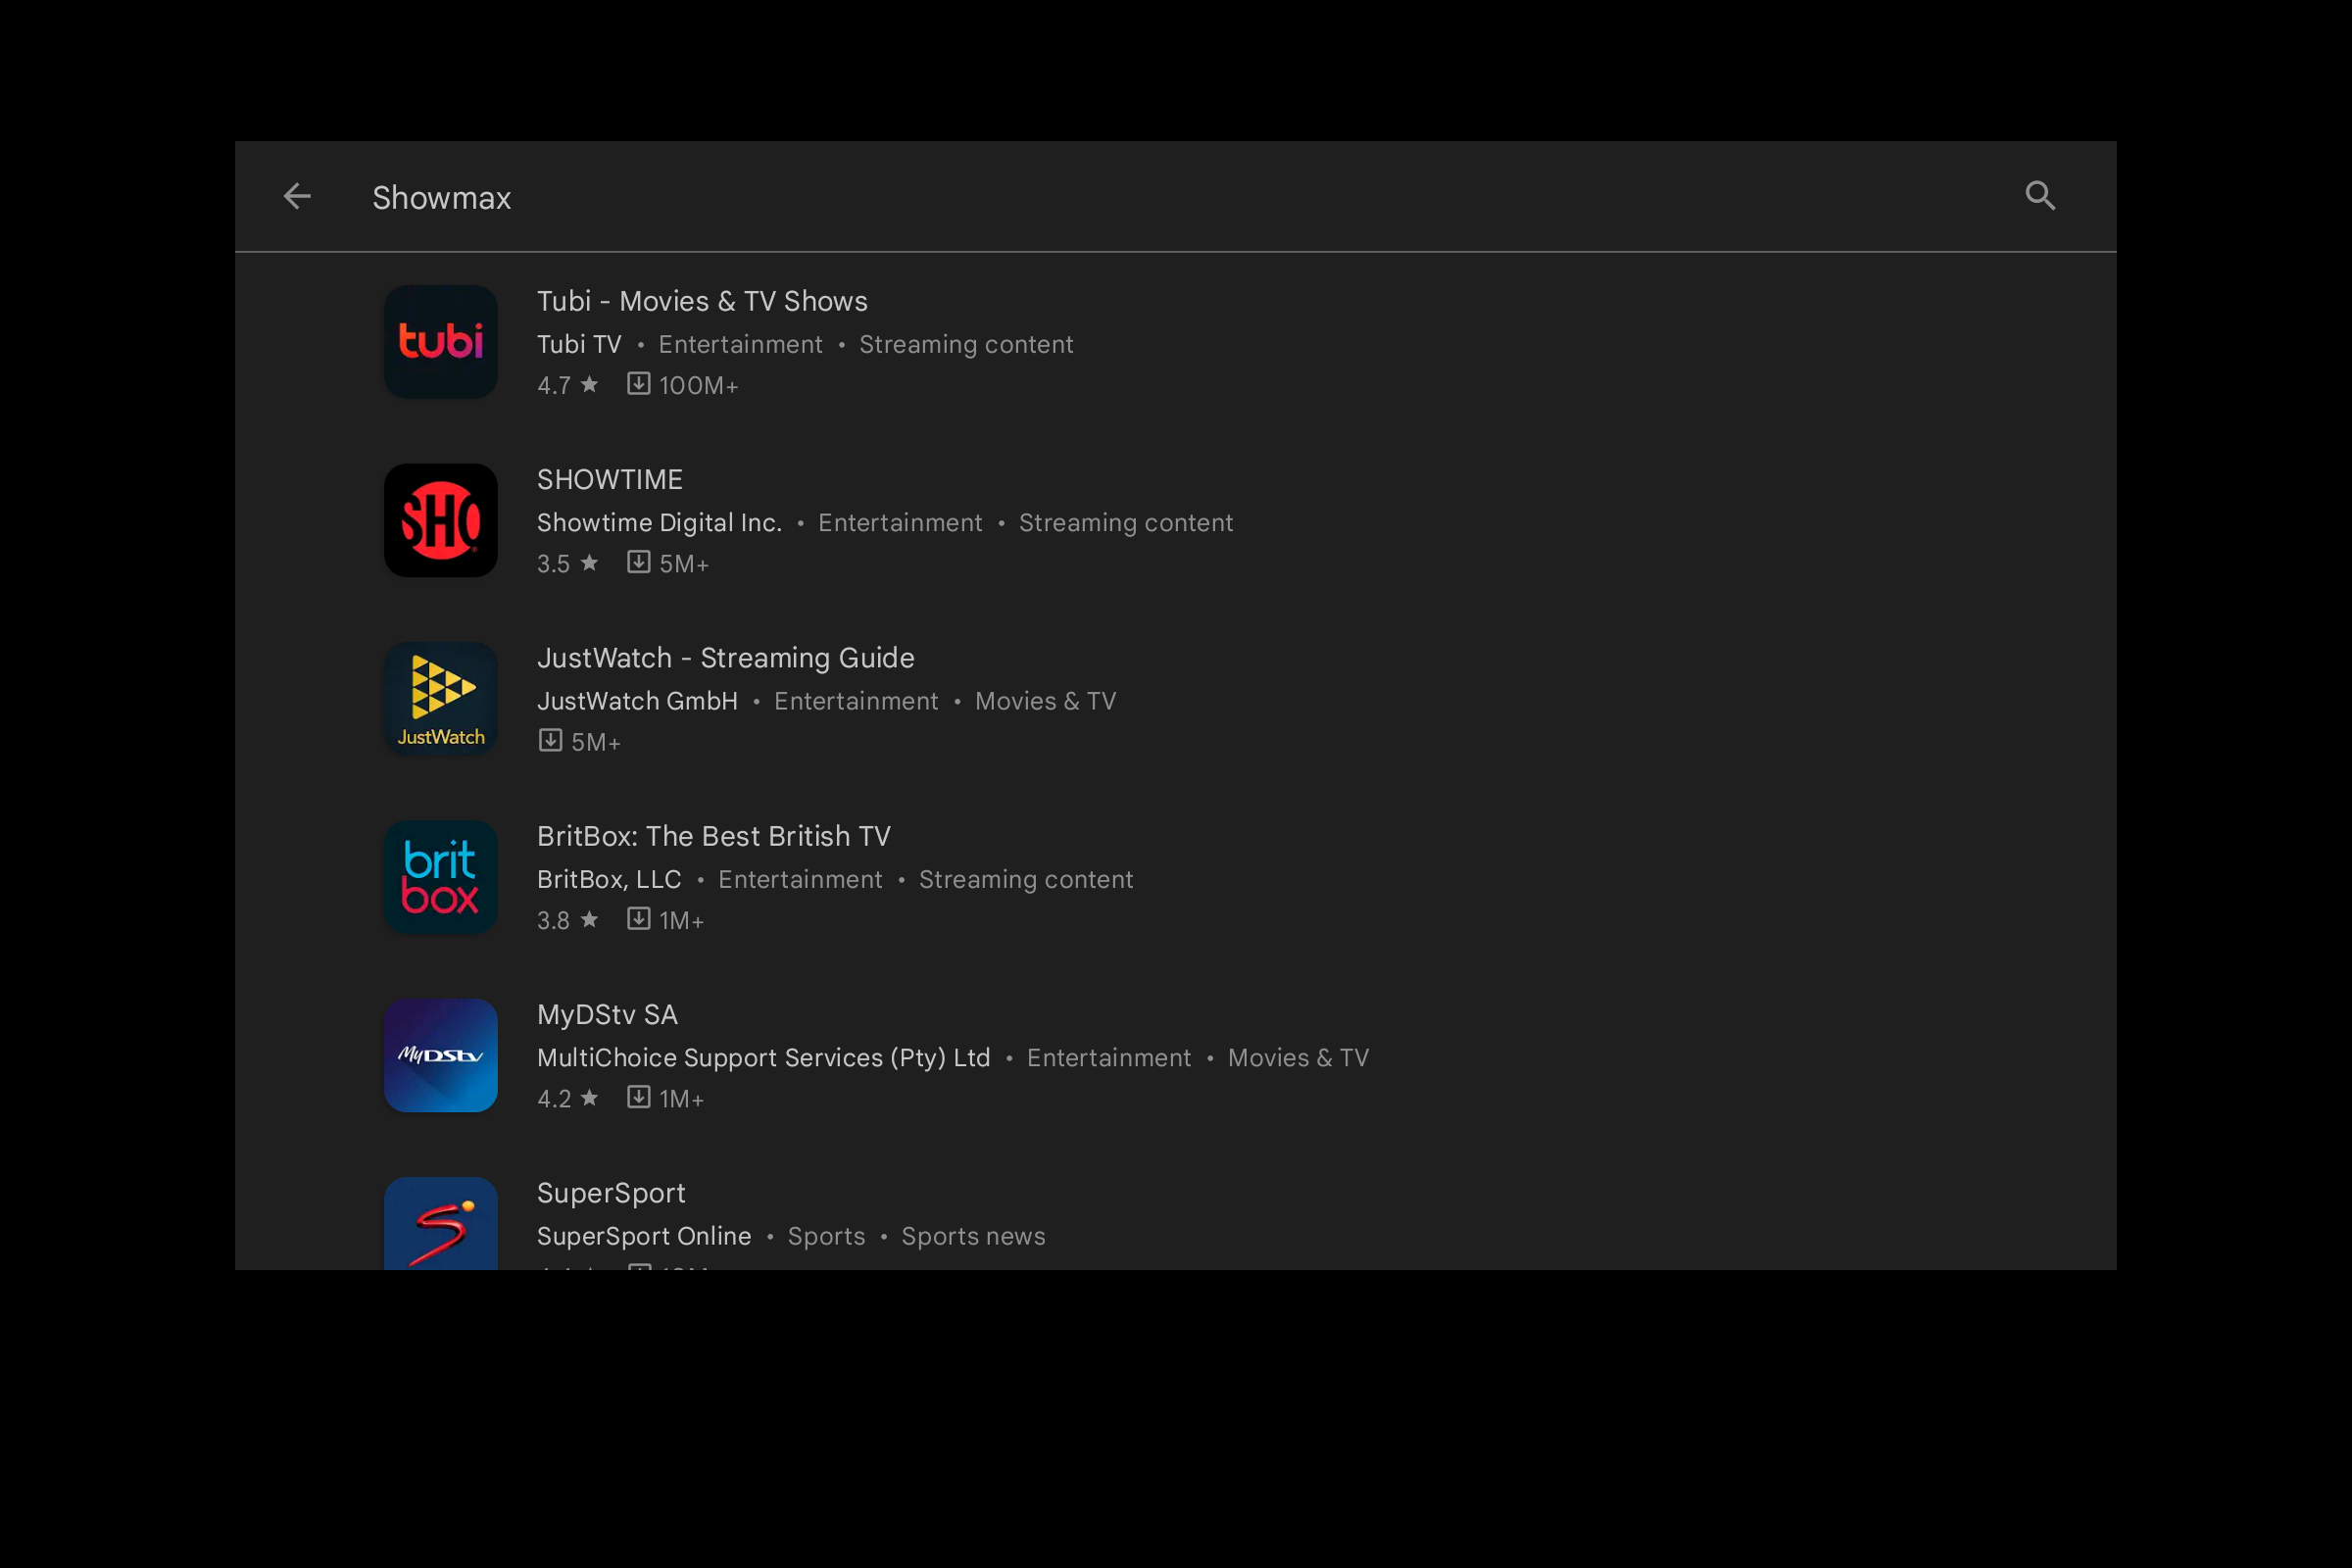 Showmax
tubi
Tubi - Movies & TV Shows
Tubi TV • Entertainment • Streaming content
4.7 ★ 100M+
SHO
SHOWTIME
Showtime Digital Inc. • Entertainment • Streaming content
3.5 ★ 5M+
JustWatch
JustWatch - Streaming Guide
JustWatch GmbH • Entertainment • Movies & TV
5M+
brit
box
BritBox: The Best British TV
BritBox, LLC • Entertainment • Streaming content
3.8 ★ 1M+
MyDStv
MyDStv SA
MultiChoice Support Services (Pty) Ltd • Entertainment • Movies & TV
4.2 ★ 1M+
SuperSport
SuperSport Online • Sports • Sports news